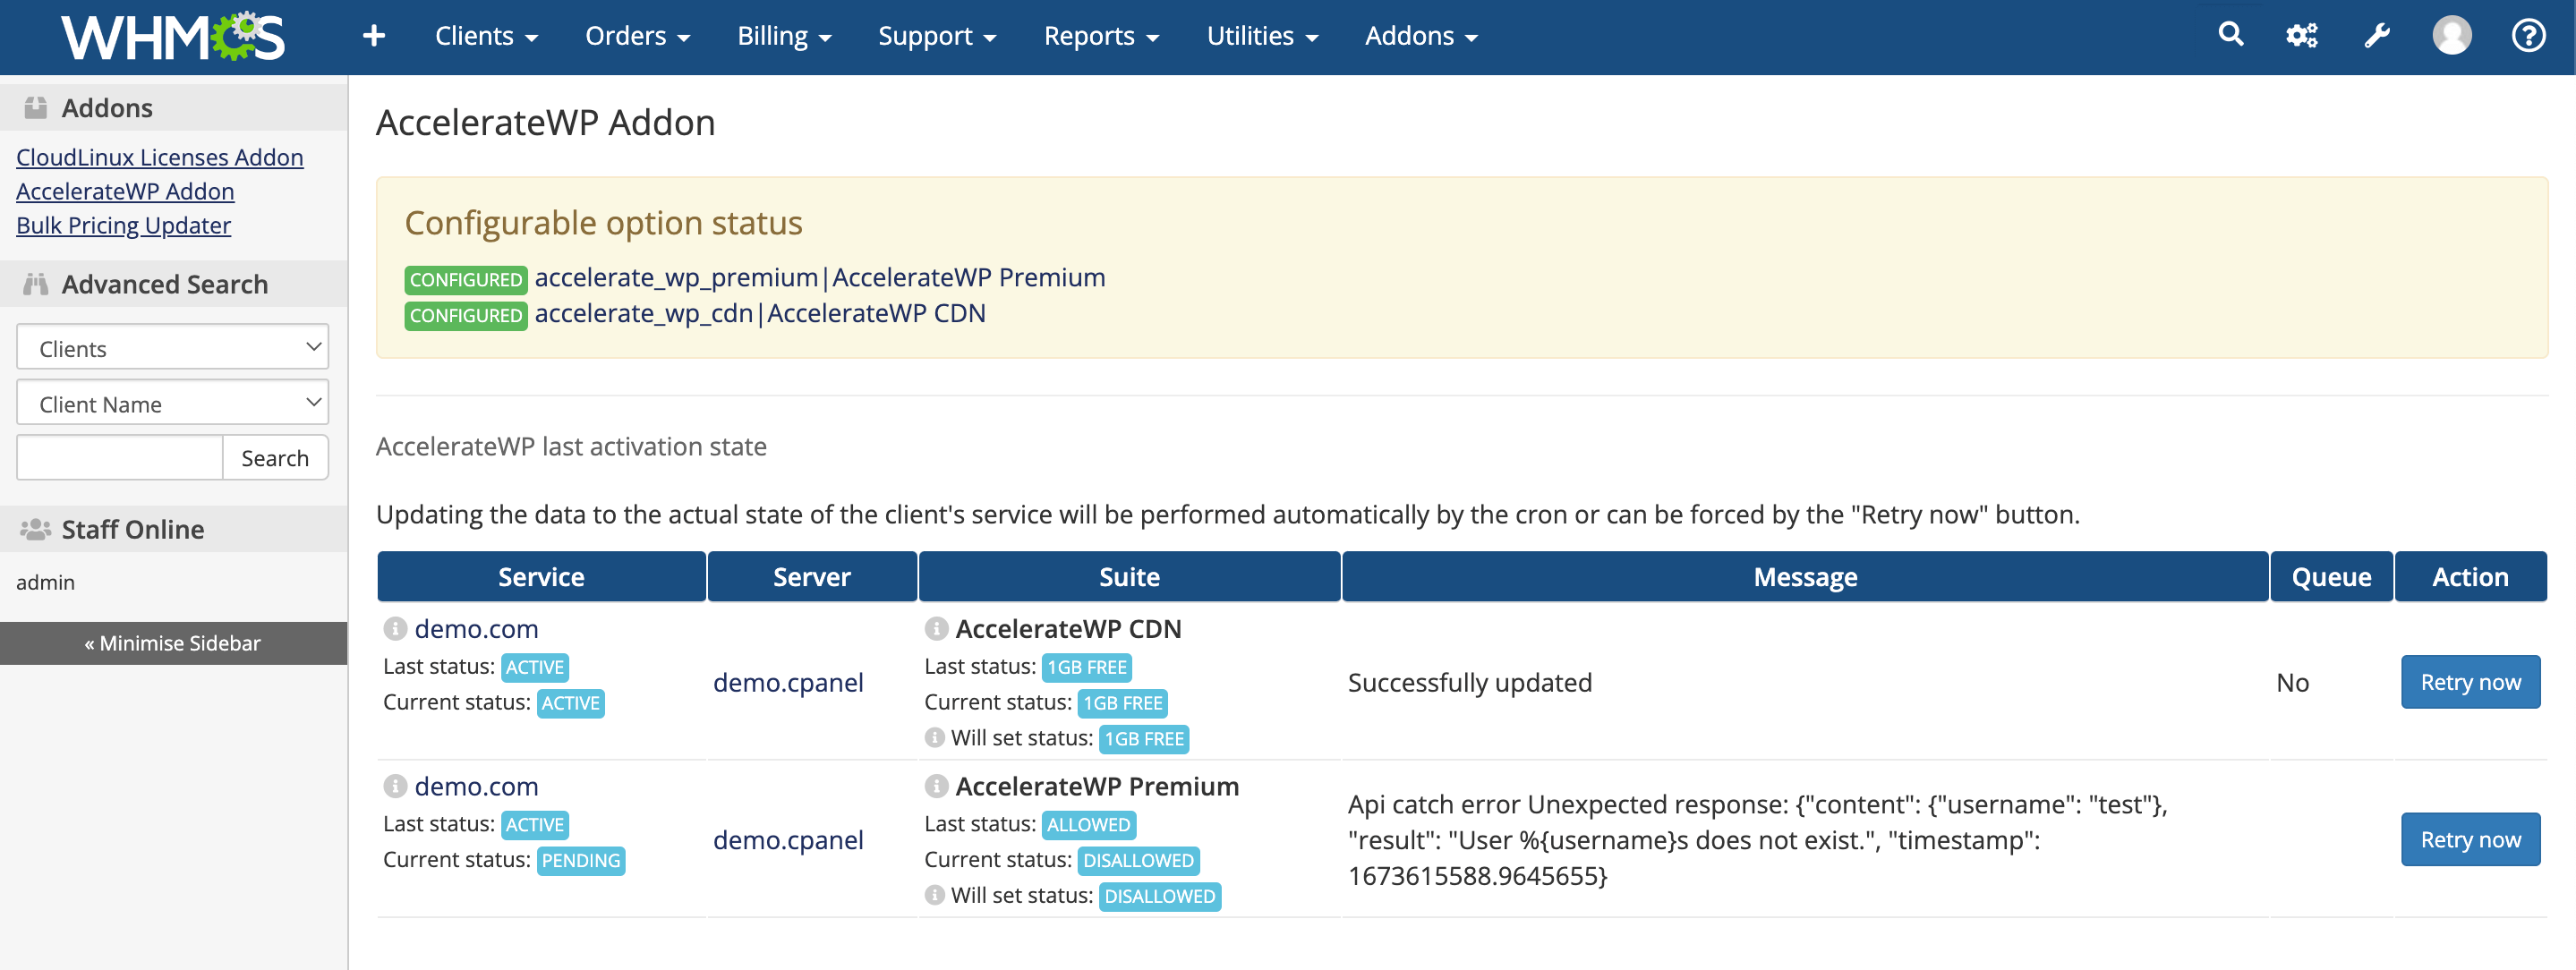 WHMCS
Clients Orders Billing Support Reports Utilities Addons
Addons
CloudLinux Licenses Addon
AccelerateWP Addon
Bulk Pricing Updater
Advanced Search
Clients
Client Name
Search
Staff Online
admin
« Minimise Sidebar
AccelerateWP Addon
Configurable option status
CONFIGURED accelerate_wp_premium|AccelerateWP Premium
CONFIGURED accelerate_wp_cdn|AccelerateWP CDN
AccelerateWP last activation state
Updating the data to the actual state of the client's service will be performed automatically by the cron or can be forced by the "Retry now" button.
Service Server Suite Message Queue Action
demo.com
Last status: ACTIVE
Current status: ACTIVE
demo.cpanel
AccelerateWP CDN
Last status: 1GB FREE
Current status: 1GB FREE
Will set status: 1GB FREE
Successfully updated
No
Retry now
demo.com
Last status: ACTIVE
Current status: PENDING
demo.cpanel
AccelerateWP Premium
Last status: ALLOWED
Current status: DISALLOWED
Will set status: DISALLOWED
Api catch error Unexpected response: {"content": {"username": "test"},
"result": "User %{username}s does not exist.", "timestamp":
1673615588.9645655}
Retry now